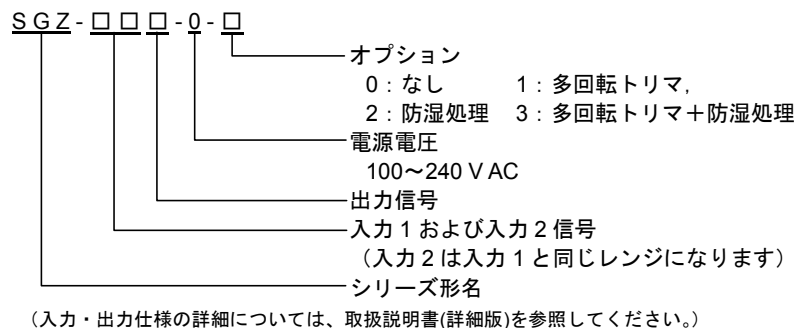 SGZ-□□□-0-□
オプション
0：なし 1：多回転トリマ,
2：防湿処理 3：多回転トリマ＋防湿処理
電源電圧
100～240 V AC
出力信号
入力1および入力2信号
（入力2は入力1と同じレンジになります）
シリーズ形名
（入力・出力仕様の詳細については、取扱説明書(詳細版)を参照してください。）